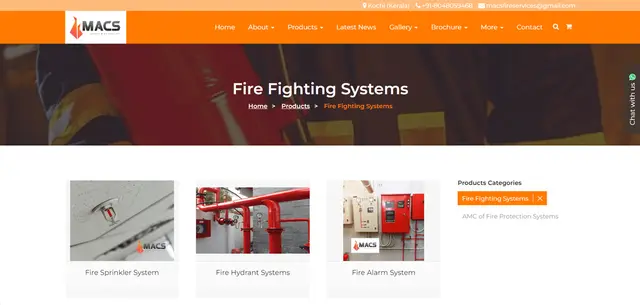 Kochi (Kerala) +91-8048055468 macsfireservices@gmail.com
MACS
Home About Products Latest News Gallery Brochure More Contact
Fire Fighting Systems
Home > Products > Fire Fighting Systems
Chat with us
Products Categories
Fire Fighting Systems | ×
AMC of Fire Protection Systems
MACS
MACS
MACS
Fire Sprinkler System
Fire Hydrant Systems
Fire Alarm System